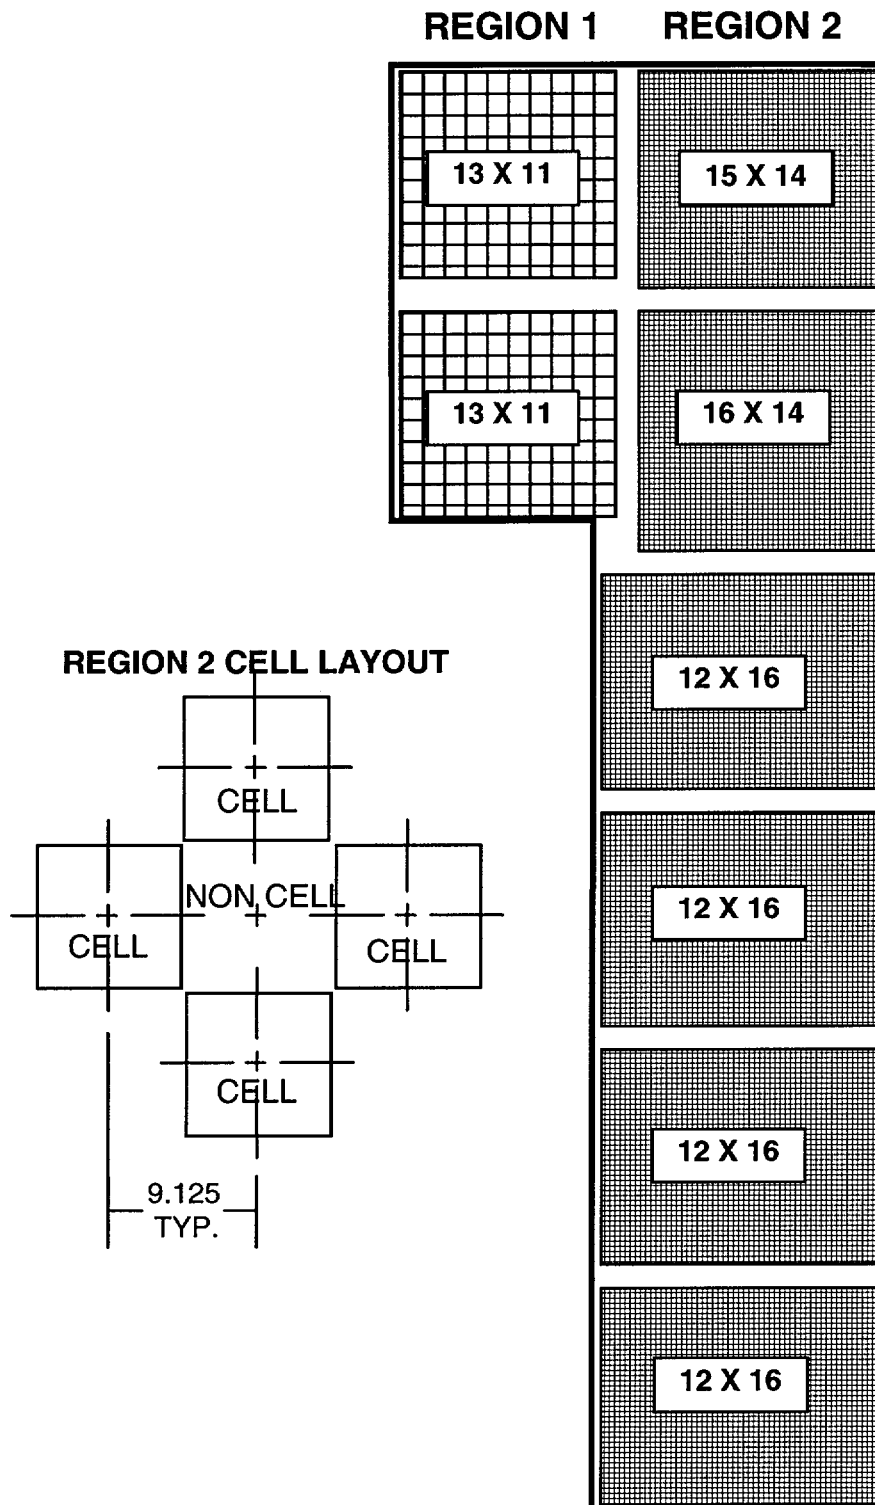 REGION 1 REGION 2
13 X 11 15 X 14
13 X 11 16 X 14
12 X 16
REGION 2 CELL LAYOUT
CELL
12 X 16
NON CELL
CELL CELL
CELL
12 X 16
9.125
TYP.
12 X 16